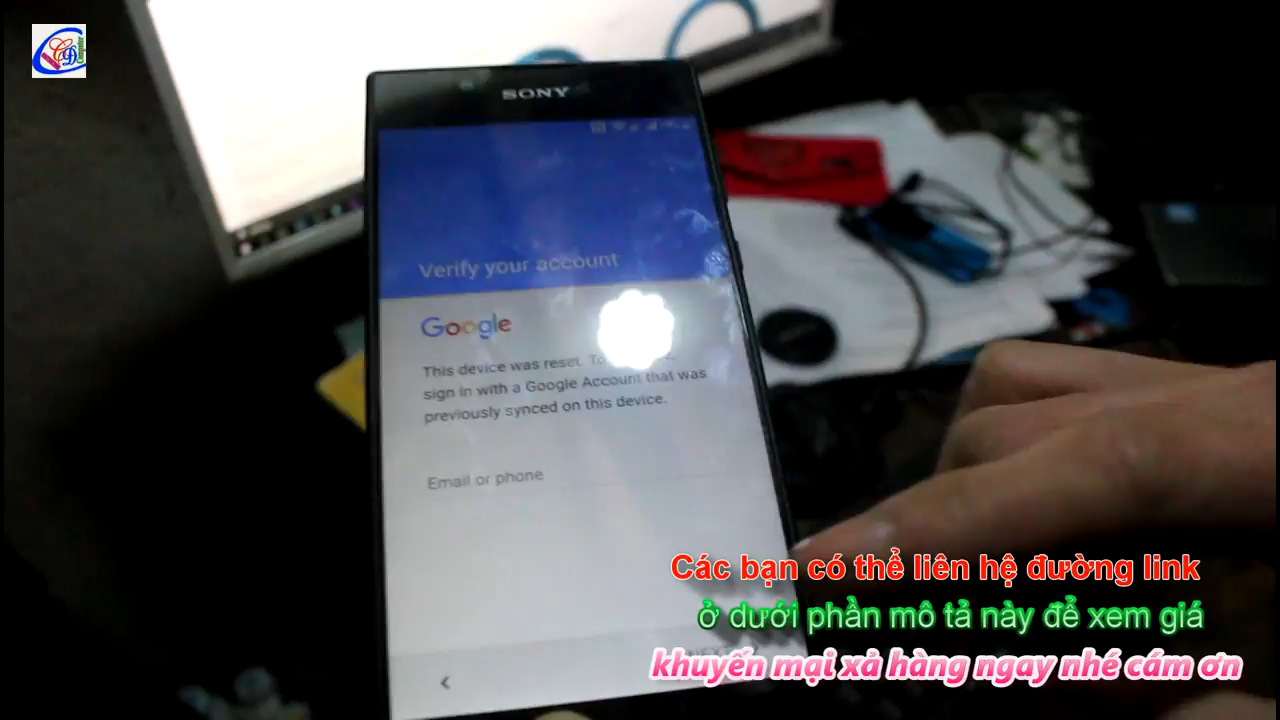 SONY
Verify your account
Google
This device was reset. To
sign in with a Google Account that was
previously synced on this device.
Email or phone
Các bạn có thể liên hệ đường link
ở dưới phần mô tả này để xem giá
khuyến mại xả hàng ngay nhé cám ơn